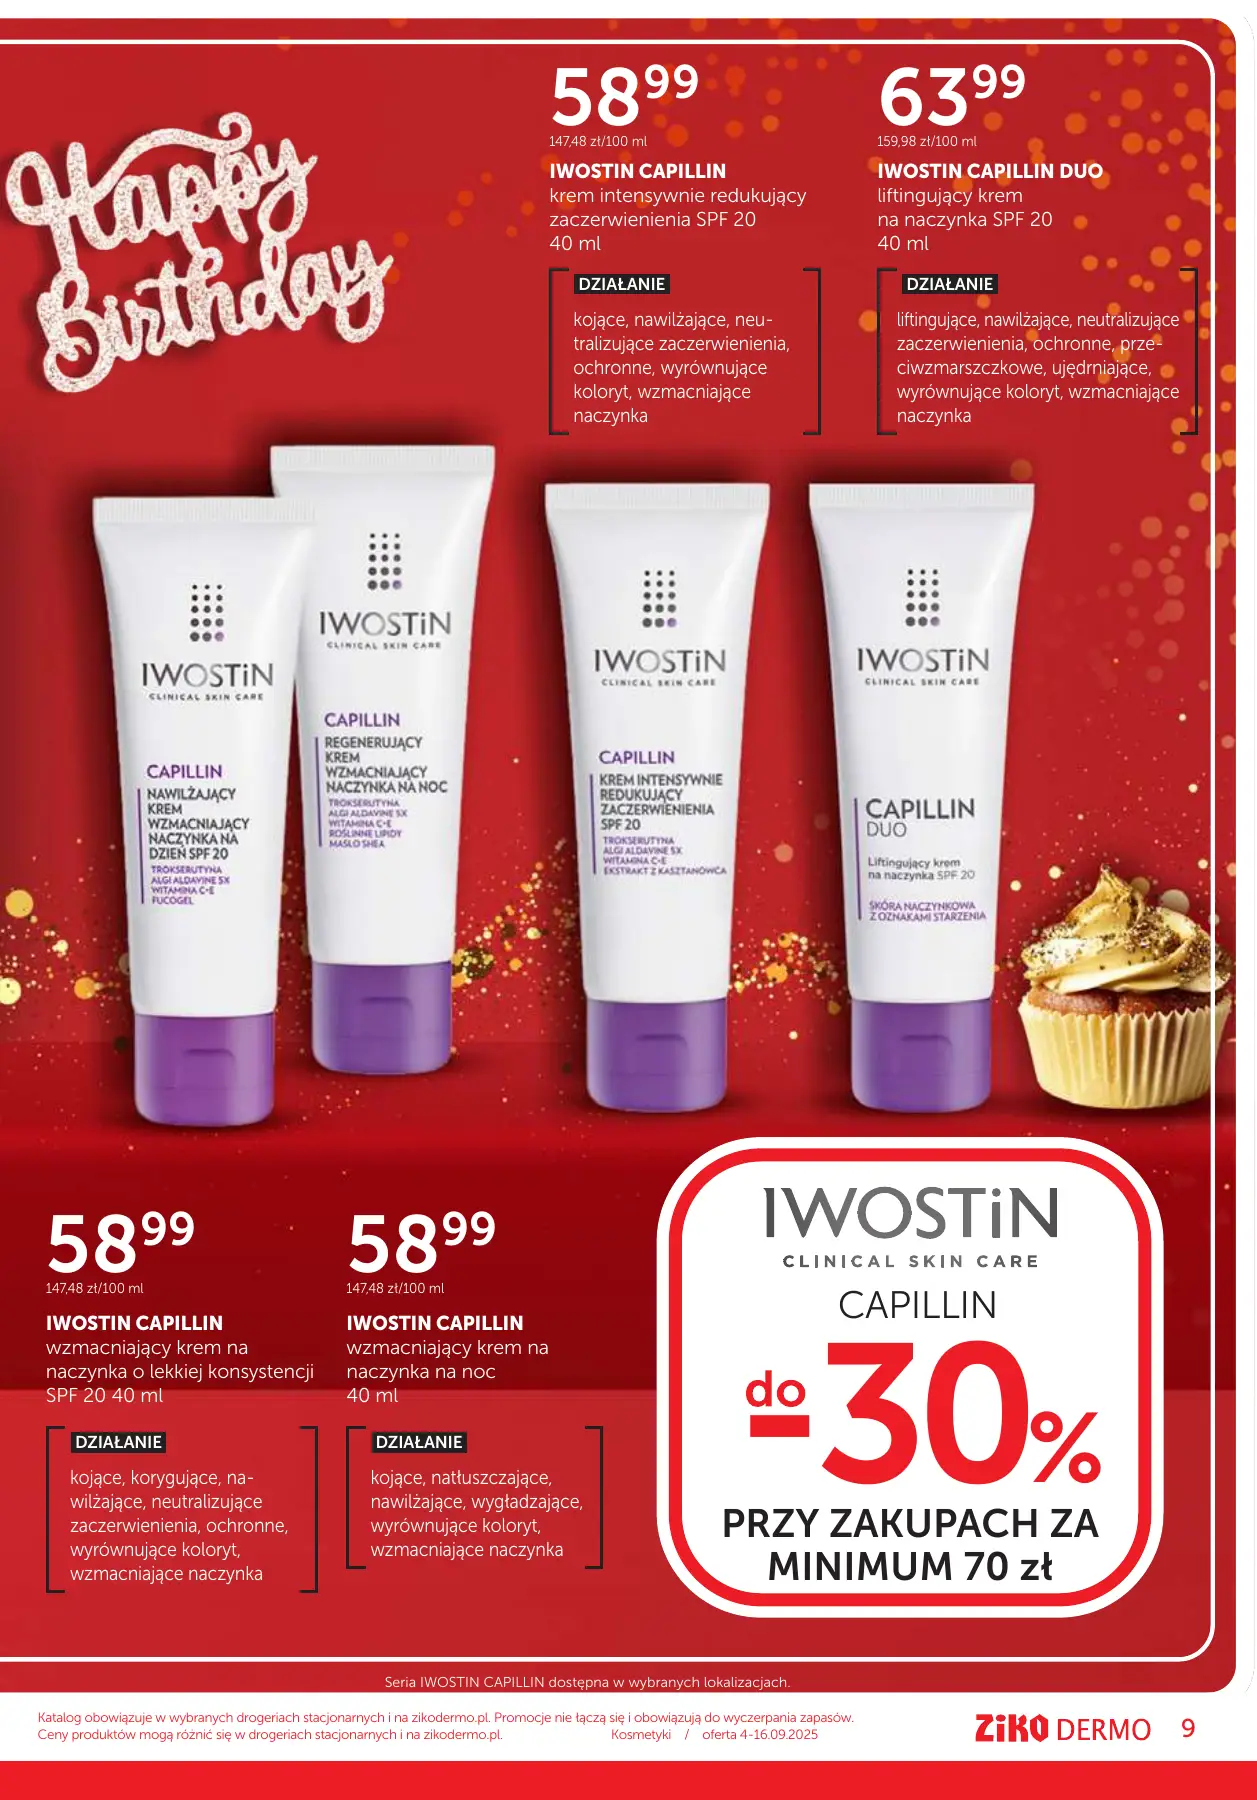 Happy
Birthday
58 99
147,48 zł/100 ml
IWOSTIN CAPILLIN
krem intensywnie redukujący
zaczerwienienia SPF 20
40 ml
DZIAŁANIE
kojące, nawilżające, neu-
tralizujące zaczerwienienia,
ochronne, wyrównujące
koloryt, wzmacniające
naczynka
63 99
159,98 zł/100 ml
IWOSTIN CAPILLIN DUO
liftingujący krem
na naczynka SPF 20
40 ml
DZIAŁANIE
liftingujące, nawilżające, neutralizujące
zaczerwienienia, ochronne, prze-
ciwzmarszczkowe, ujędrniające,
wyrównujące koloryt, wzmacniające
naczynka
IWOSTiN
CLINICAL SKIN CARE
CAPILLIN
NAWILŻAJĄCY
KREM
WZMACNIAJĄCY
NACZYNKA NA
DZIEŃ SPF 20
TROKSERUTYNA
ALGI ALDAVINE 5X
WITAMINA C+E
FUCOGEL
IWOSTiN
CLINICAL SKIN CARE
CAPILLIN
REGENERUJĄCY
KREM
WZMACNIAJĄCY
NACZYNKA NA NOC
TROKSERUTYNA
ALGI ALDAVINE 5X
WITAMINA C+E
ROŚLINNE LIPIDY
MASŁO SHEA
IWOSTiN
CLINICAL SKIN CARE
CAPILLIN
KREM INTENSYWNIE
REDUKUJĄCY
ZACZERWIENIENIA
SPF 20
TROKSERUTYNA
ALGI ALDAVINE 5X
WITAMINA C+E
EKSTRAKT Z KASZTANOWCA
IWOSTiN
CLINICAL SKIN CARE
CAPILLIN
DUO
Liftingujący krem
na naczynka SPF 20
SKÓRA NACZYNKOWA
Z OZNAKAMI STARZENIA
58 99
147,48 zł/100 ml
IWOSTIN CAPILLIN
wzmacniający krem na
naczynka o lekkiej konsystencji
SPF 20 40 ml
DZIAŁANIE
kojące, korygujące, na-
wilżające, neutralizujące
zaczerwienienia, ochronne,
wyrównujące koloryt,
wzmacniające naczynka
58 99
147,48 zł/100 ml
IWOSTIN CAPILLIN
wzmacniający krem na
naczynka na noc
40 ml
DZIAŁANIE
kojące, natłuszczające,
nawilżające, wygładzające,
wyrównujące koloryt,
wzmacniające naczynka
IWOSTiN
CLINICAL SKIN CARE
CAPILLIN
do -30%
PRZY ZAKUPACH ZA
MINIMUM 70 zł
Seria IWOSTIN CAPILLIN dostępna w wybranych lokalizacjach.
Katalog obowiązuje w wybranych drogeriach stacjonarnych i na zikodermo.pl. Promocje nie łączą się i obowiązują do wyczerpania zapasów.
Ceny produktów mogą różnić się w drogeriach stacjonarnych i na zikodermo.pl. Kosmetyki / oferta 4-16.09.2025
ZiKO DERMO 9